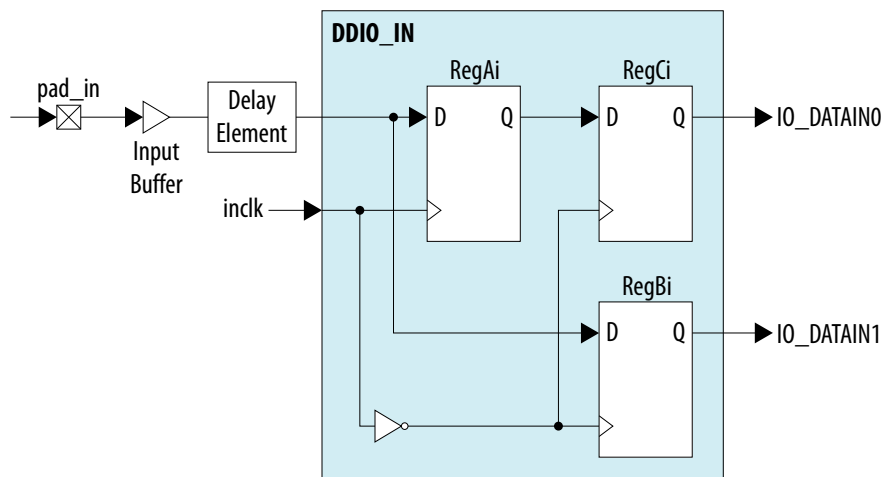 DDIO_IN
RegAi
RegCi
pad_in
Delay
Element
D
Q
D
Q
IO_DATAIN0
Input
Buffer
inclk
RegBi
D
Q
IO_DATAIN1